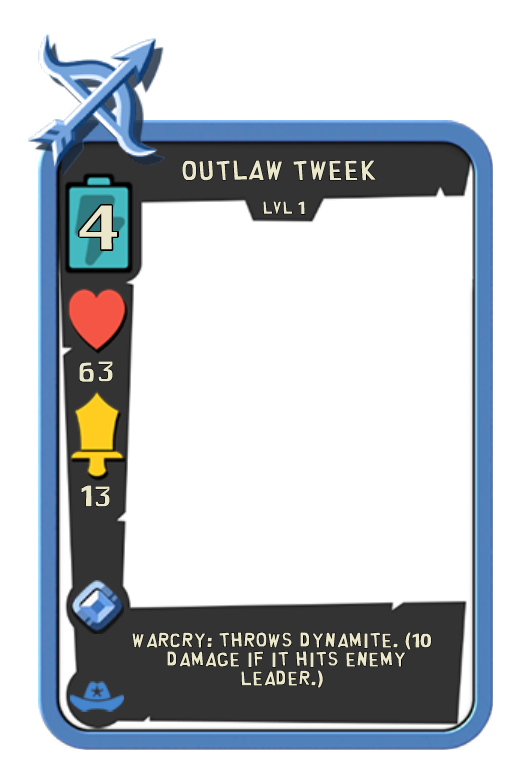 OUTLAW TWEEK
LVL 1
4
63
13
WARCRY: THROWS DYNAMITE. (10
DAMAGE IF IT HITS ENEMY
LEADER.)